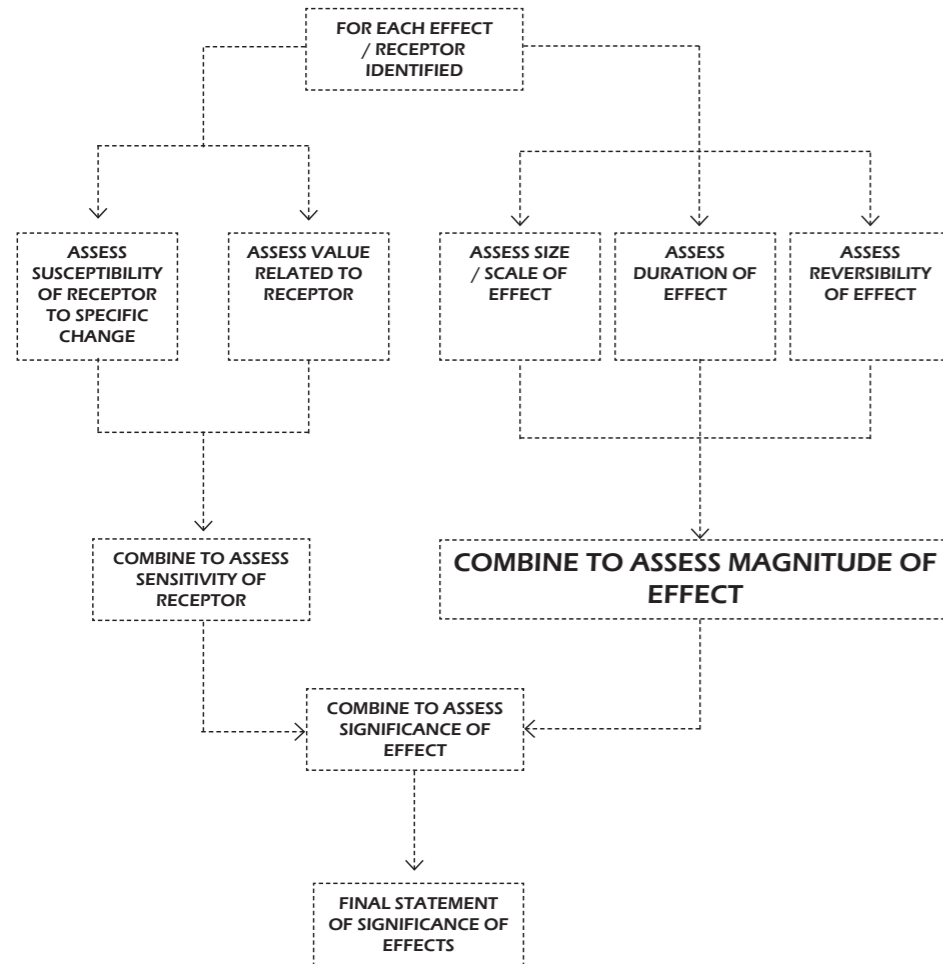 FOR EACH EFFECT
/ RECEPTOR
IDENTIFIED
ASSESS
SUSCEPTIBILITY
OF RECEPTOR
TO SPECIFIC
CHANGE
ASSESS VALUE
RELATED TO
RECEPTOR
ASSESS SIZE
/ SCALE OF
EFFECT
ASSESS
DURATION OF
EFFECT
ASSESS
REVERSIBILITY
OF EFFECT
COMBINE TO ASSESS
SENSITIVITY OF
RECEPTOR
COMBINE TO ASSESS MAGNITUDE OF
EFFECT
COMBINE TO ASSESS
SIGNIFICANCE OF
EFFECT
FINAL STATEMENT
OF SIGNIFICANCE OF
EFFECTS